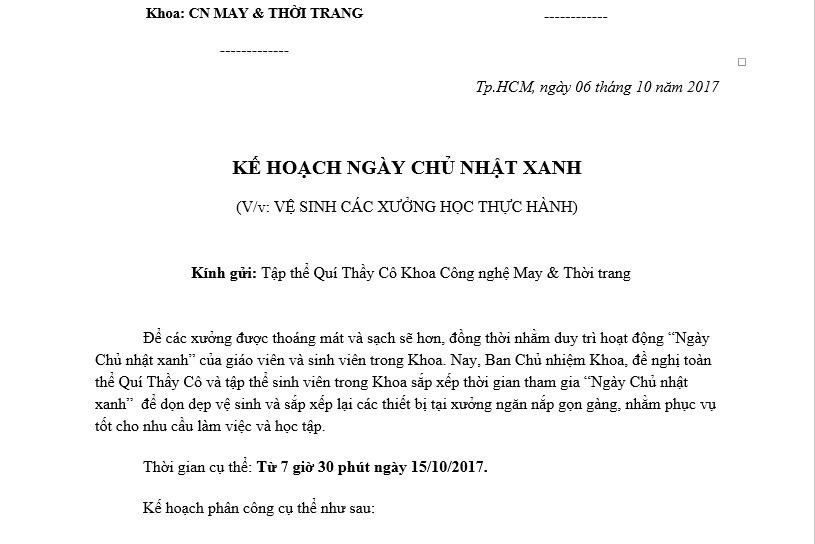 Khoa: CN MAY & THỜI TRANG
------------
-------------
Tp.HCM, ngày 06 tháng 10 năm 2017
KẾ HOẠCH NGÀY CHỦ NHẬT XANH
(V/v: VỆ SINH CÁC XƯỞNG HỌC THỰC HÀNH)
Kính gửi: Tập thể Quí Thầy Cô Khoa Công nghệ May & Thời trang
Để các xưởng được thoáng mát và sạch sẽ hơn, đồng thời nhằm duy trì hoạt động “Ngày
Chủ nhật xanh” của giáo viên và sinh viên trong Khoa. Nay, Ban Chủ nhiệm Khoa, đề nghị toàn
thể Quí Thầy Cô và tập thể sinh viên trong Khoa sắp xếp thời gian tham gia “Ngày Chủ nhật
xanh” để dọn dẹp vệ sinh và sắp xếp lại các thiết bị tại xưởng ngăn nắp gọn gàng, nhằm phục vụ
tốt cho nhu cầu làm việc và học tập.
Thời gian cụ thể: Từ 7 giờ 30 phút ngày 15/10/2017.
Kế hoạch phân công cụ thể như sau: